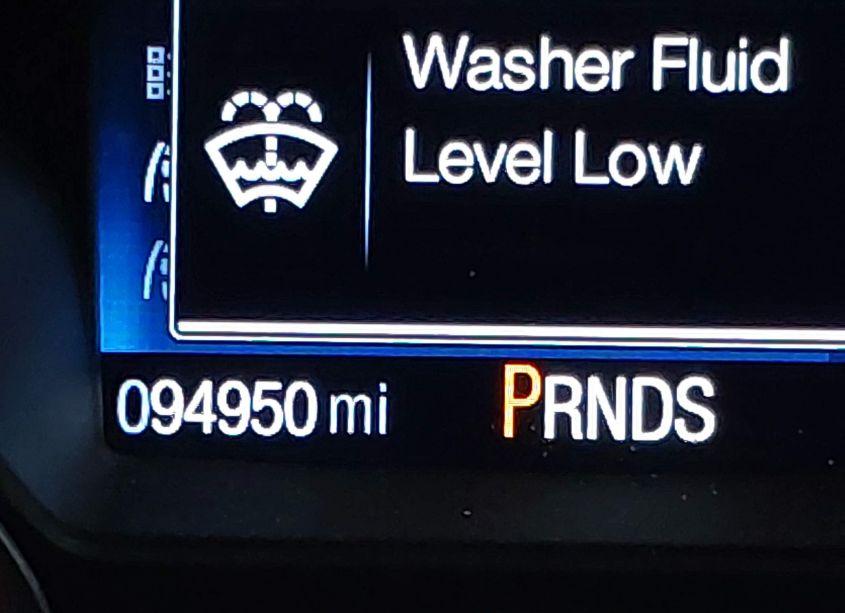 Washer Fluid
Level Low
094950 mi PRNDS